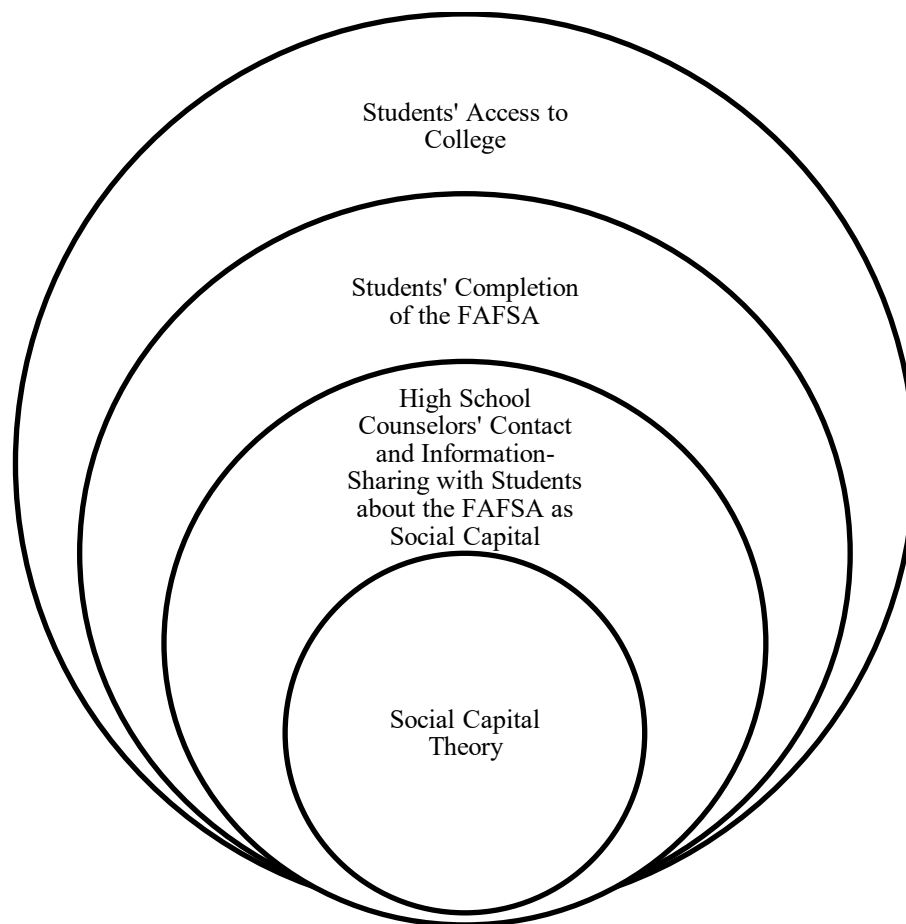 Students' Access to
College
Students' Completion
of the FAFSA
High School
Counselors' Contact
and Information-
Sharing with Students
about the FAFSA as
Social Capital
Social Capital
Theory